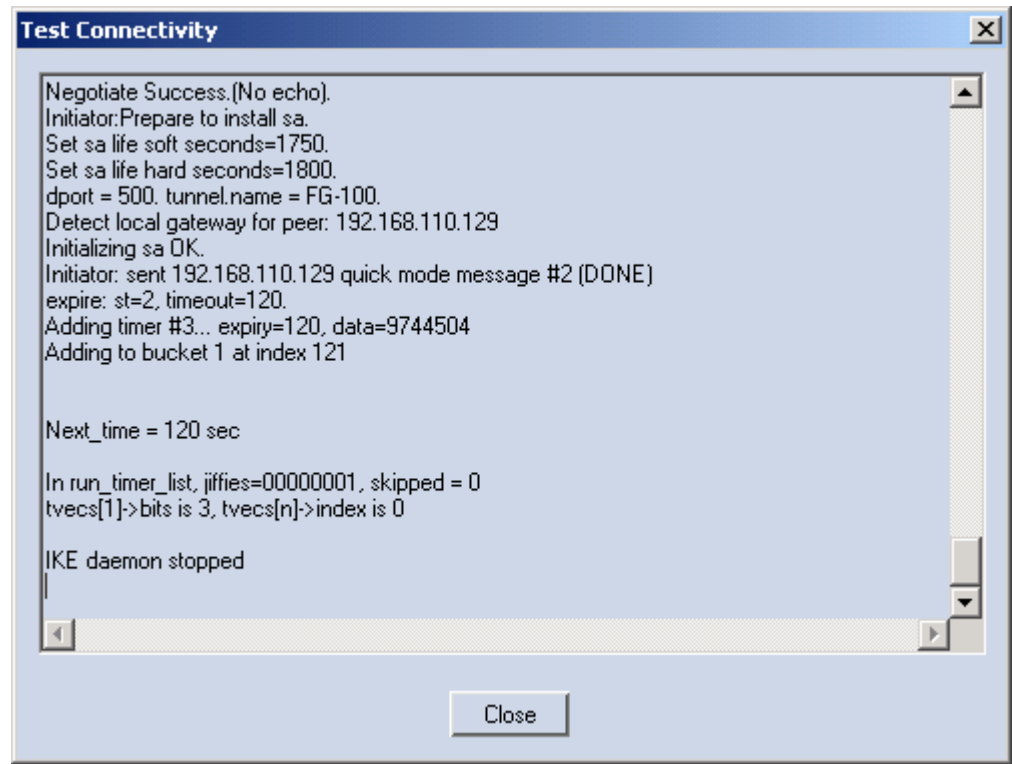 Test Connectivity
Negotiate Success.(No echo).
Initiator:Prepare to install sa.
Set sa life soft seconds=1750.
Set sa life hard seconds=1800.
dport = 500. tunnel.name = FG-100.
Detect local gateway for peer: 192.168.110.129
Initializing sa OK.
Initiator: sent 192.168.110.129 quick mode message #2 (DONE)
expire: st=2, timeout=120.
Adding timer #3... expiry=120, data=9744504
Adding to bucket 1 at index 121
Next_time = 120 sec
In run_timer_list, jiffies=00000001, skipped = 0
tvecs[1]->bits is 3, tvecs[n]->index is 0
IKE daemon stopped
Close